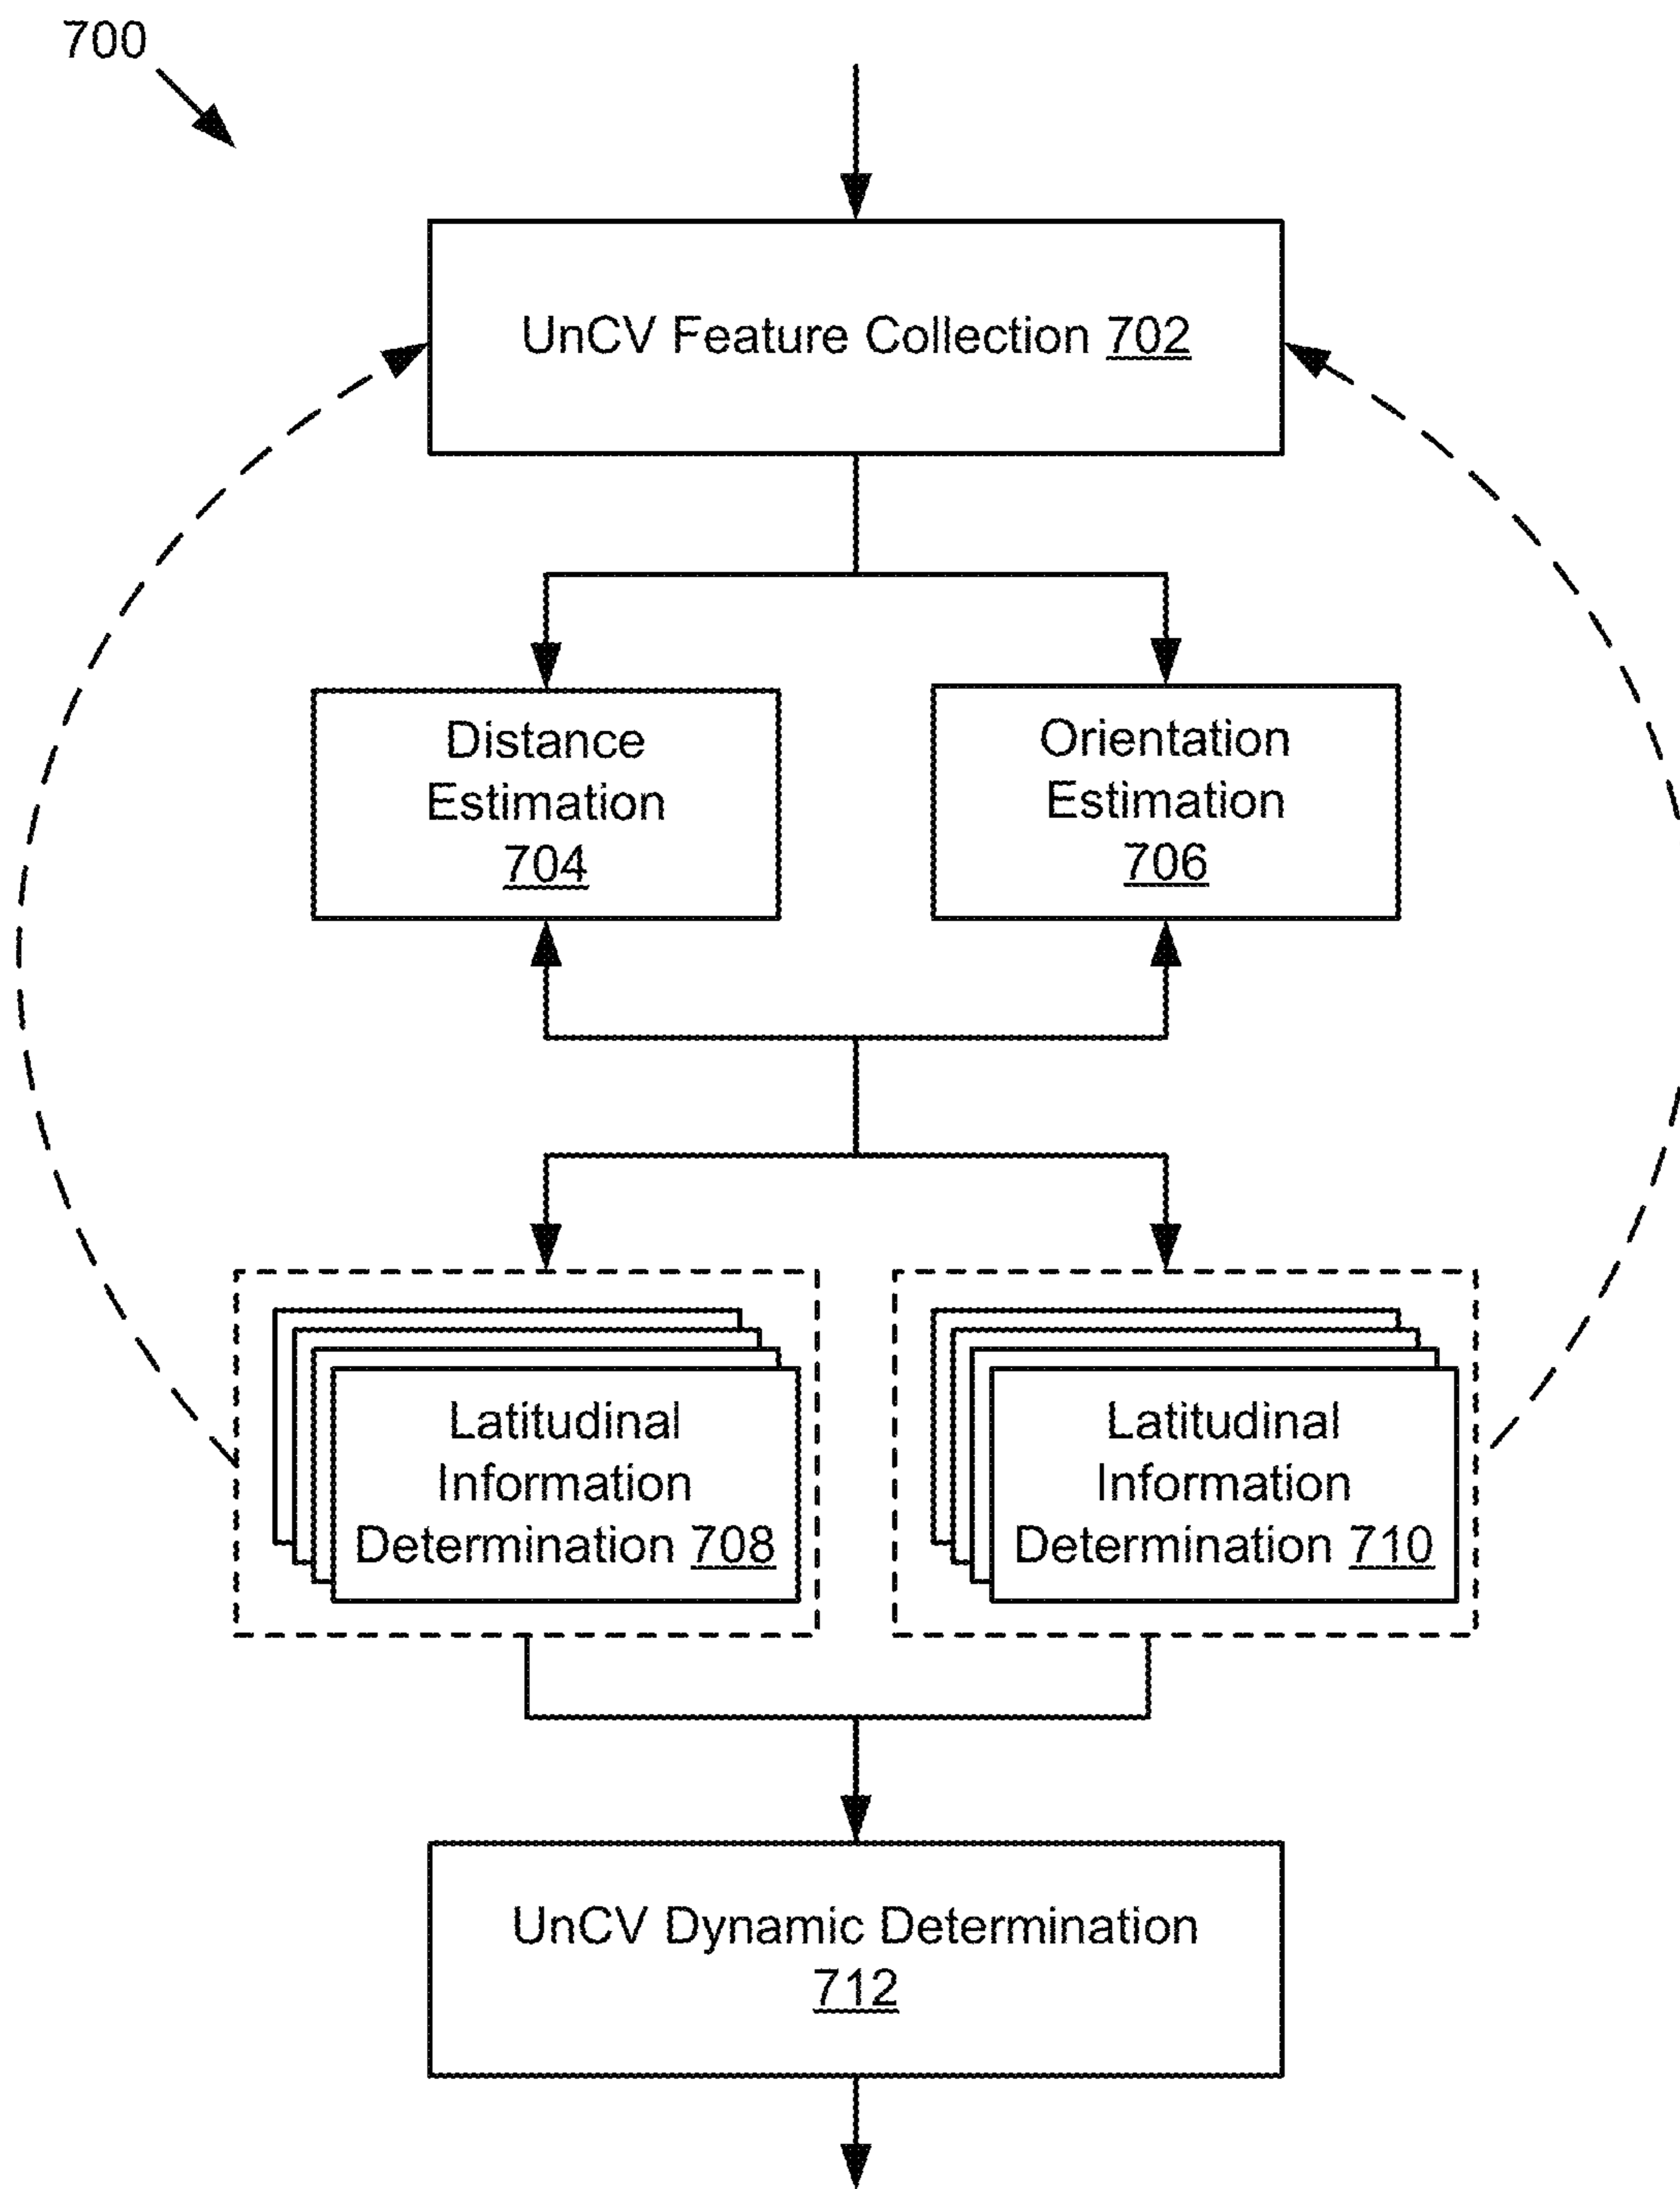 700
UnCV Feature Collection 702
Distance
Estimation
704
Orientation
Estimation
706
Latitudinal
Information
Determination 708
Latitudinal
Information
Determination 710
UnCV Dynamic Determination
712